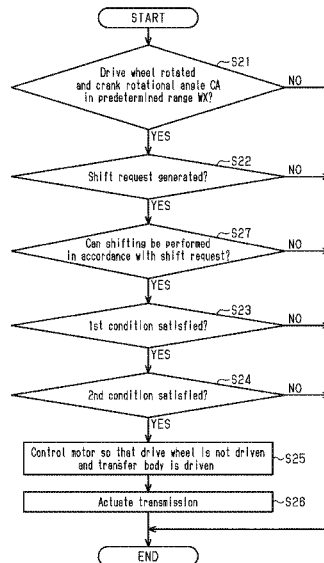 START
S21
Drive wheel rotated
and crank rotational angle CA
in predetermined range WX?
NO
YES
S22
Shift request generated?
NO
YES
S27
Can shifting be performed
in accordance with shift request?
NO
YES
S23
1st condition satisfied?
NO
YES
S24
2nd condition satisfied?
NO
YES
Control motor so that drive wheel is not driven
and transfer body is driven
S25
Actuate transmission
S26
END